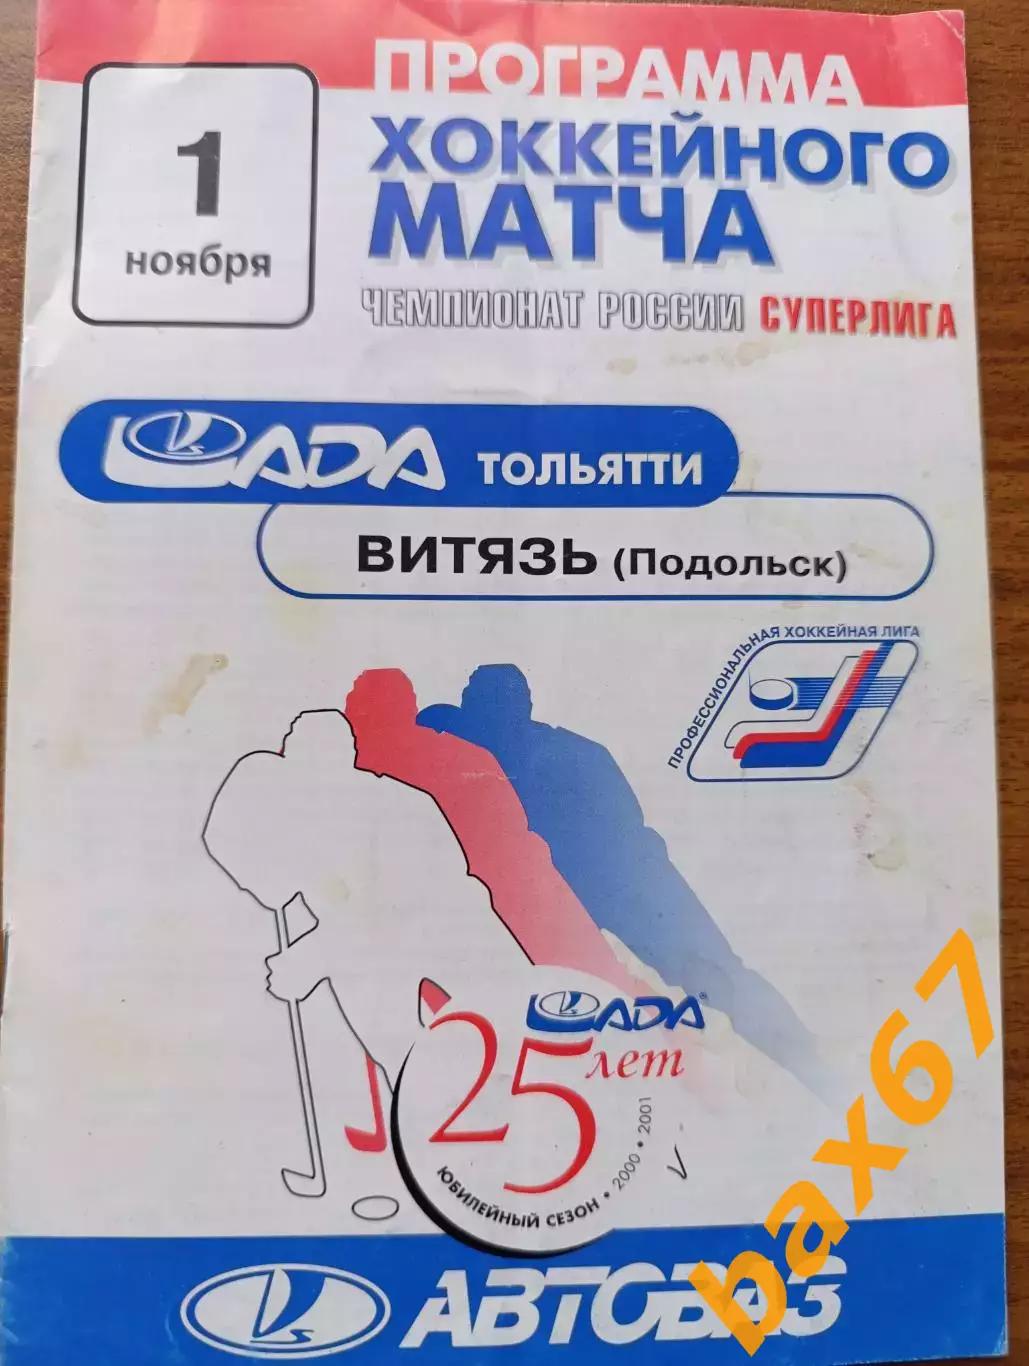 ПРОГРАММА
ХОККЕЙНОГО
МАТЧА
1
ноября
ЧЕМПИОНАТ РОССИИ СУПЕРЛИГА
LADA ТОЛЬЯТТИ
ВИТЯЗЬ (Подольск)
ПРОФЕССИОНАЛЬНАЯ ХОККЕЙНАЯ ЛИГА
LADA®
25 лет
ЮБИЛЕЙНЫЙ СЕЗОН • 2000 • 2001
АВТОВАЗ
bax67